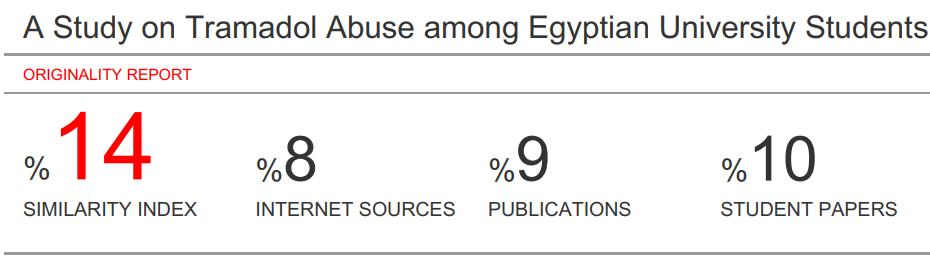 A Study on Tramadol Abuse among Egyptian University Students
ORIGINALITY REPORT
%14 %8 %9 %10
SIMILARITY INDEX INTERNET SOURCES PUBLICATIONS STUDENT PAPERS